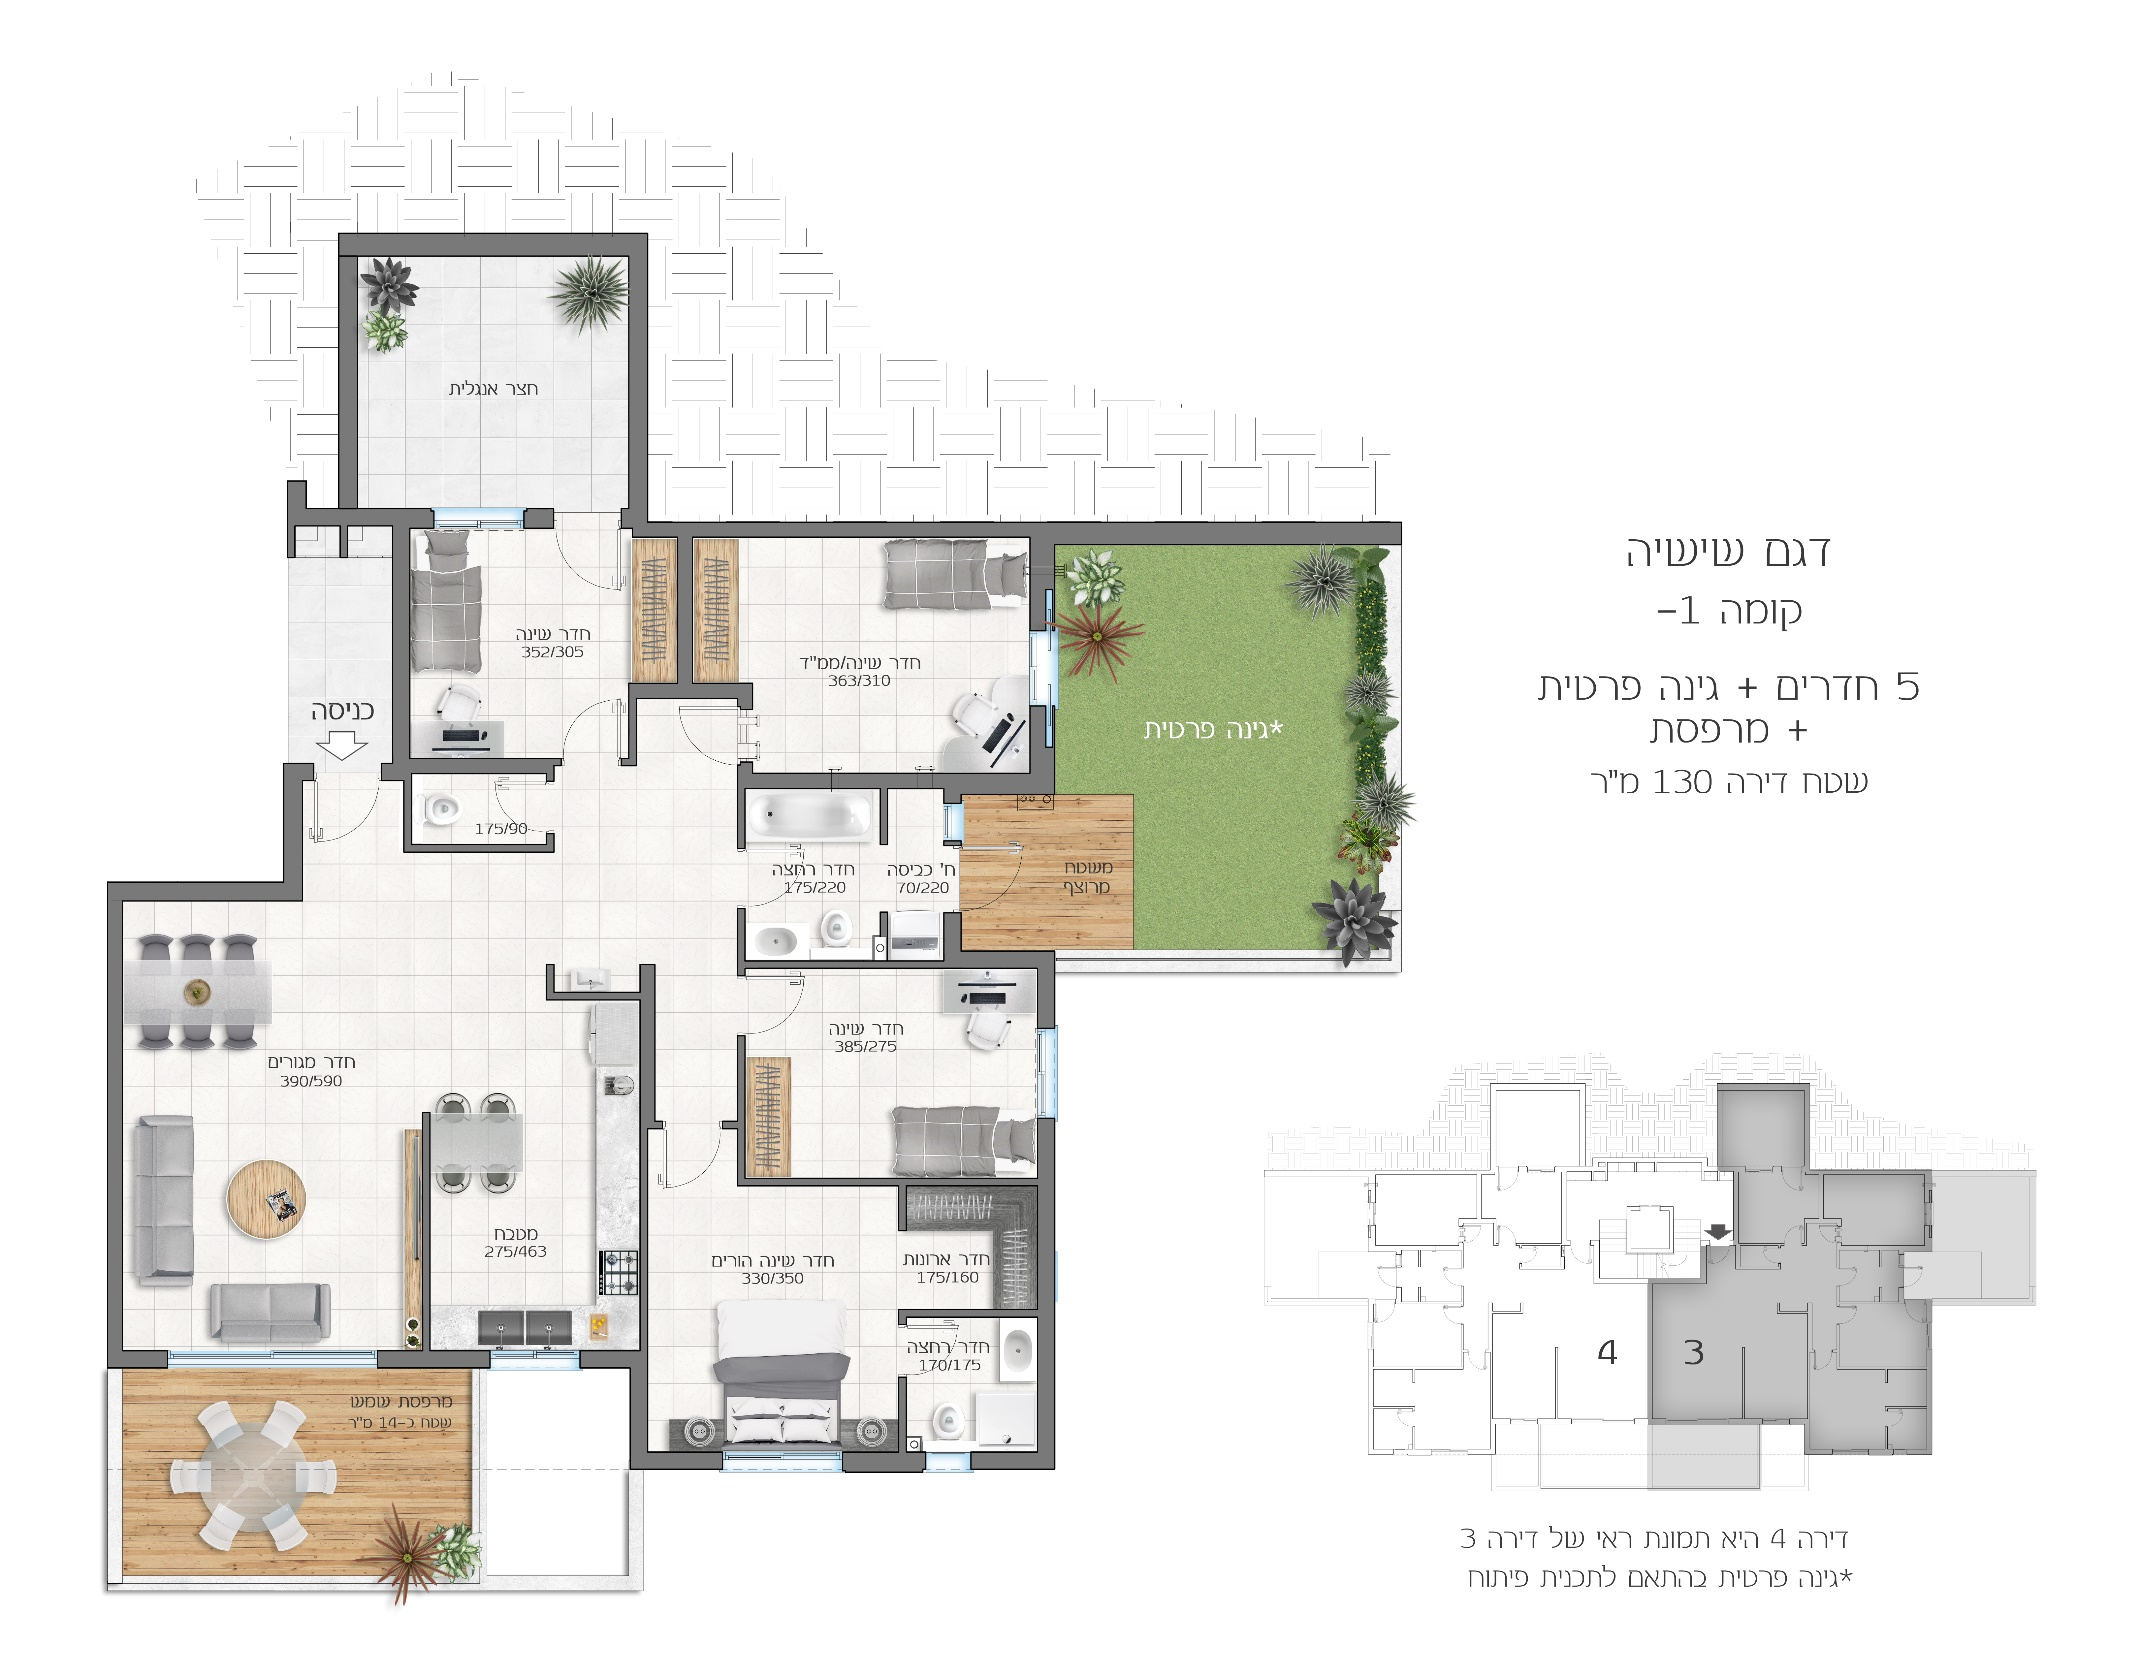 דגם שישיה
קומה 1-
5 חדרים + גינה פרטית
+ מרפסת
שטח דירה 130 מ"ר
חצר אנגלית
חדר שינה
352/305
חדר שינה/ממ"ד
363/310
כניסה
*גינה פרטית
175/90
חדר רחצה
175/220
ח' כביסה
70/220
משטח
מרוצף
חדר שינה
385/275
חדר מגורים
390/590
מטבח
275/463
חדר שינה הורים
330/350
חדר ארונות
175/160
חדר רחצה
170/175
מרפסת שמש
שטח כ-14 מ"ר
4
3
דירה 4 היא תמונת ראי של דירה 3
*גינה פרטית בהתאם לתכנית פיתוח